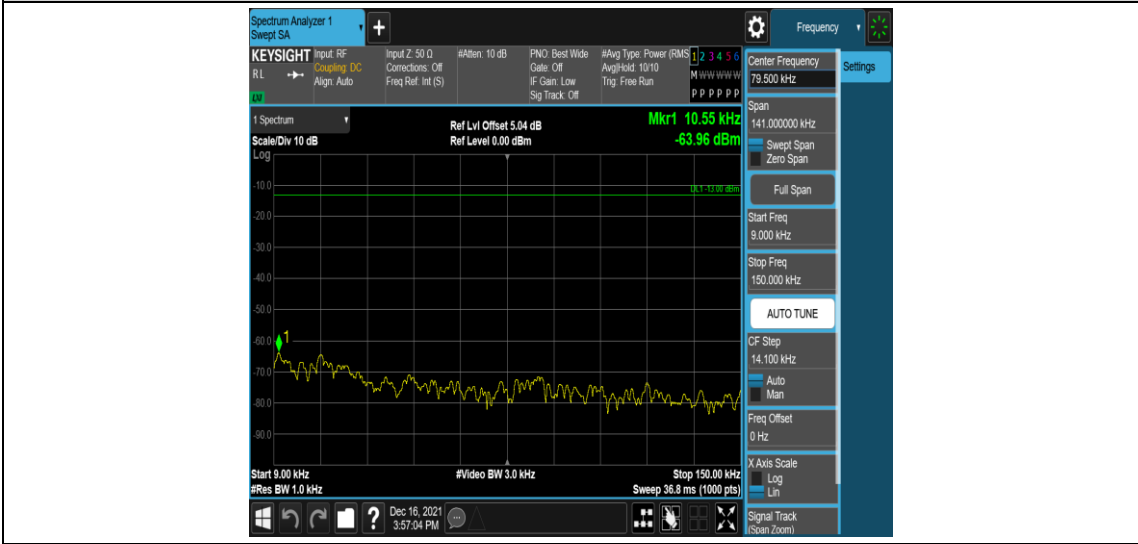 Spectrum Analyzer 1
Swept SA
+
Frequency
KEYSIGHT
RL
Input: RF
Coupling: DC
Align: Auto
Input Z: 50 Ω
Corrections: Off
Freq Ref: Int (S)
#Atten: 10 dB
PNO: Best Wide
Gate: Off
IF Gain: Low
Sig Track: Off
#Avg Type: Power (RMS
Avg|Hold: 10/10
Trig: Free Run
1 2 3 4 5 6
M W W W W W
P P P P P P
1 Spectrum
Scale/Div 10 dB
Log
Ref Lvl Offset 5.04 dB
Ref Level 0.00 dBm
Mkr1 10.55 kHz
-63.96 dBm
DL1 -13.00 dBm
-10.0
-20.0
-30.0
-40.0
-50.0
-60.0
1
-70.0
-80.0
-90.0
Start 9.00 kHz
#Res BW 1.0 kHz
#Video BW 3.0 kHz
Stop 150.00 kHz
Sweep 36.8 ms (1000 pts)
Dec 16, 2021
3:57:04 PM
Center Frequency
79.500 kHz
Settings
Span
141.000000 kHz
Swept Span
Zero Span
Full Span
Start Freq
9.000 kHz
Stop Freq
150.000 kHz
AUTO TUNE
CF Step
14.100 kHz
Auto
Man
Freq Offset
0 Hz
X Axis Scale
Log
Lin
Signal Track
(Span Zoom)